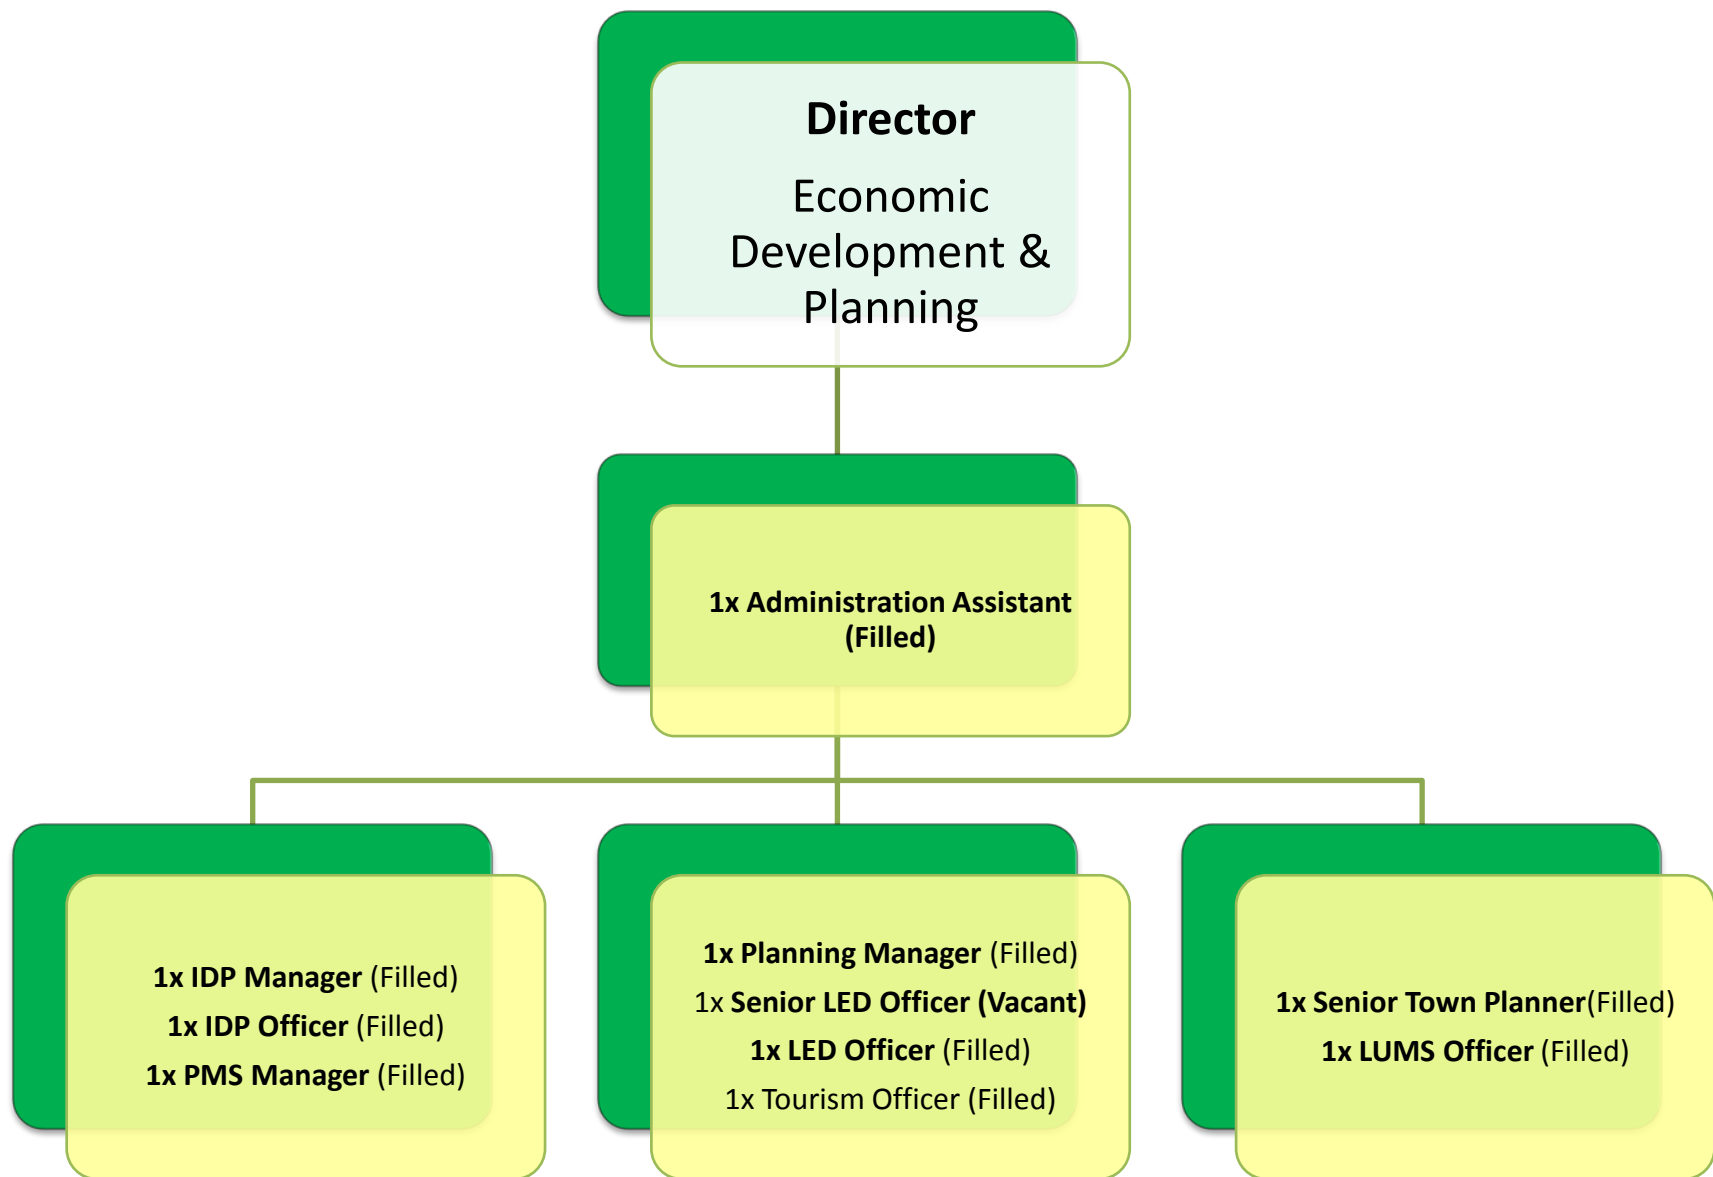 Director
Economic
Development &
Planning
1x Administration Assistant
(Filled)
1x IDP Manager (Filled)
1x IDP Officer (Filled)
1x PMS Manager (Filled)
1x Planning Manager (Filled)
1x Senior LED Officer (Vacant)
1x LED Officer (Filled)
1x Tourism Officer (Filled)
1x Senior Town Planner(Filled)
1x LUMS Officer (Filled)